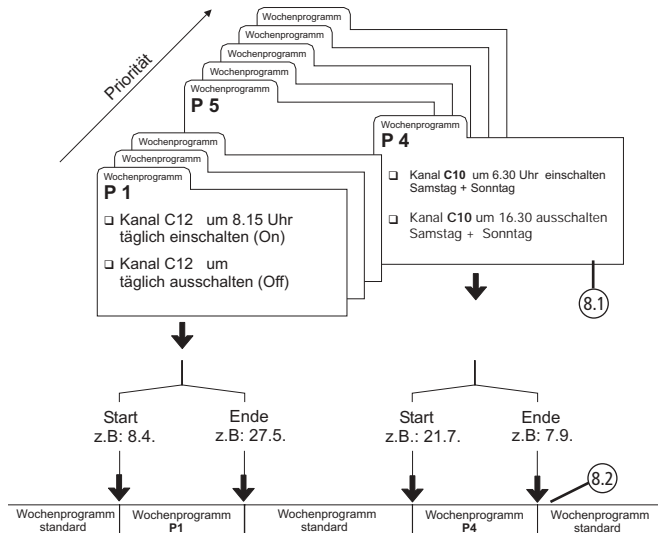 Wochenprogramm
Wochenprogramm
Wochenprogramm
Wochenprogramm
Wochenprogramm
P 5
Priorität
Wochenprogramm
Wochenprogramm
Wochenprogramm
P 1
❑ Kanal C12 um 8.15 Uhr
täglich einschalten (On)
❑ Kanal C12 um
täglich ausschalten (Off)
Wochenprogramm
P 4
❑ Kanal C10 um 6.30 Uhr einschalten
Samstag + Sonntag
❑ Kanal C10 um 16.30 ausschalten
Samstag + Sonntag
8.1
Start
z.B: 8.4.
Ende
z.B: 27.5.
Start
z.B.: 21.7.
Ende
z.B: 7.9.
8.2
Wochenprogramm
standard
Wochenprogramm
P1
Wochenprogramm
standard
Wochenprogramm
P4
Wochenprogramm
standard